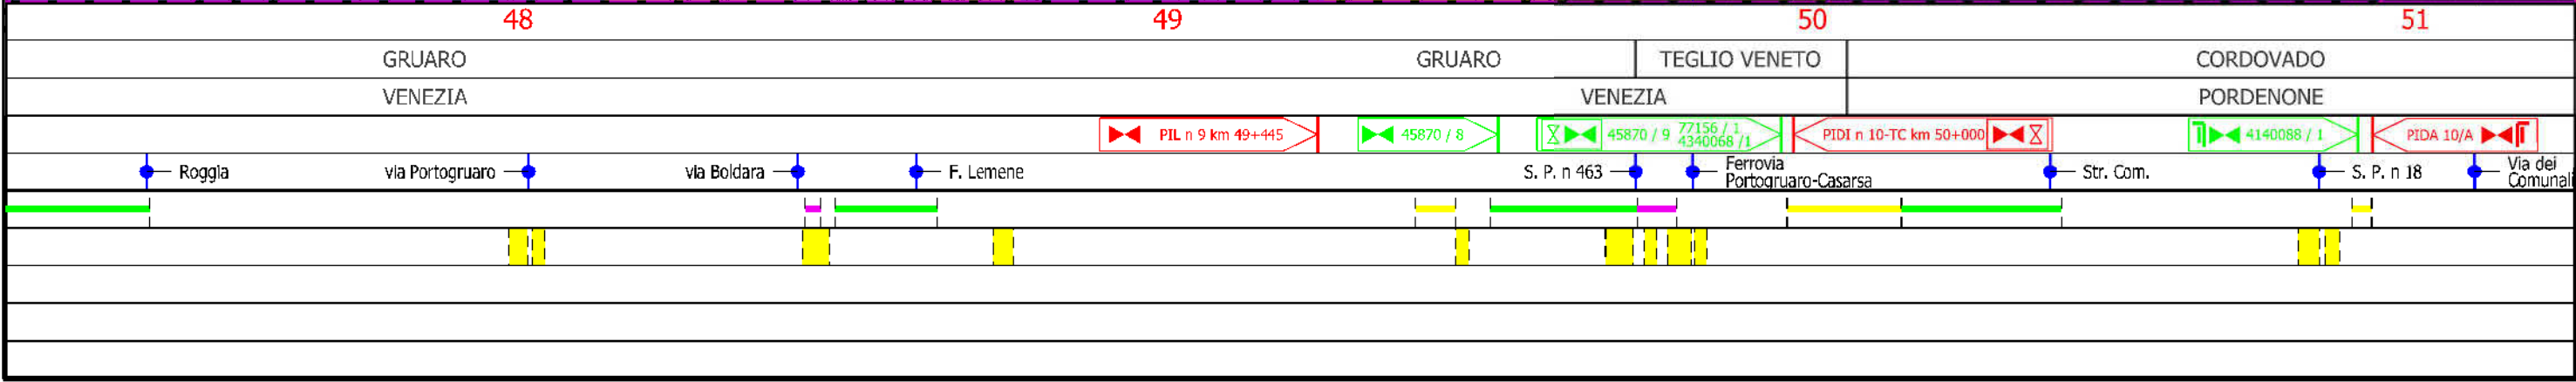 48 49 50 51
GRUARO GRUARO TEGLIO VENETO CORDOVADO
VENEZIA VENEZIA PORDENONE
PIL n 9 km 49+445 45870 / 8 45870 / 9 77156 / 1 PIDI n 10-TC km 50+000 4140088 / 1 PIDA 10/A
4340068 /1
Roggia via Portogruaro via Boldara F. Lemene S. P. n 463 Ferrovia Str. Com. S. P. n 18 Via dei
Portogruaro-Casarsa Comunali